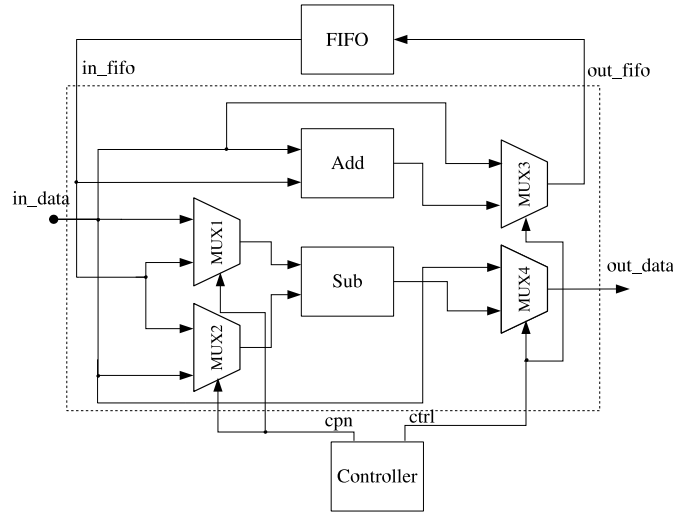 FIFO
in_fifo
out_fifo
Add
MUX3
in_data
MUX1
Sub
MUX4
out_data
MUX2
cpn
ctrl
Controller